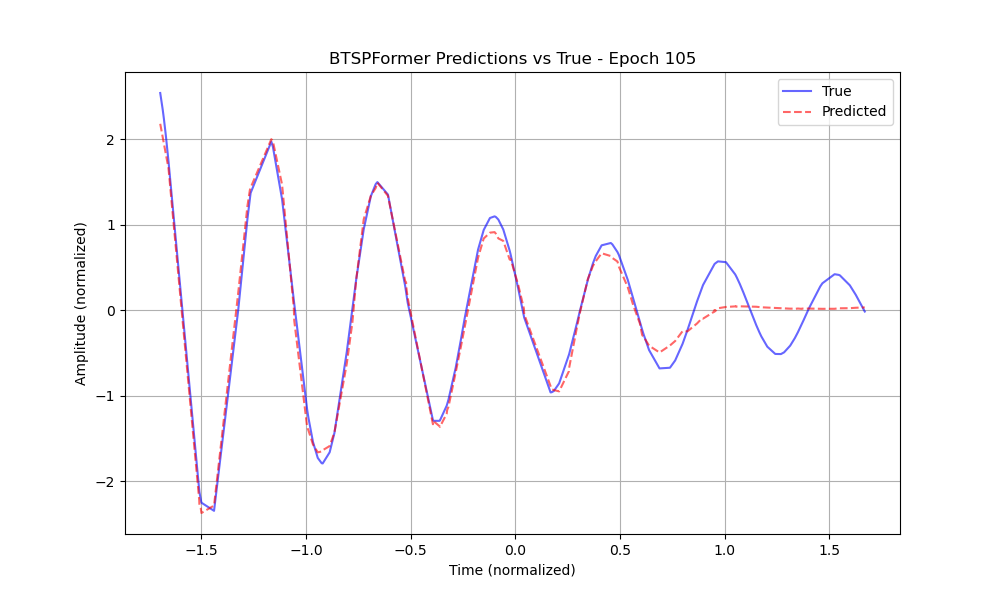 BTSPFormer Predictions vs True - Epoch 105
True
Predicted
Amplitude (normalized)
2
1
0
−1
−2
−1.5
−1.0
−0.5
0.0
0.5
1.0
1.5
Time (normalized)